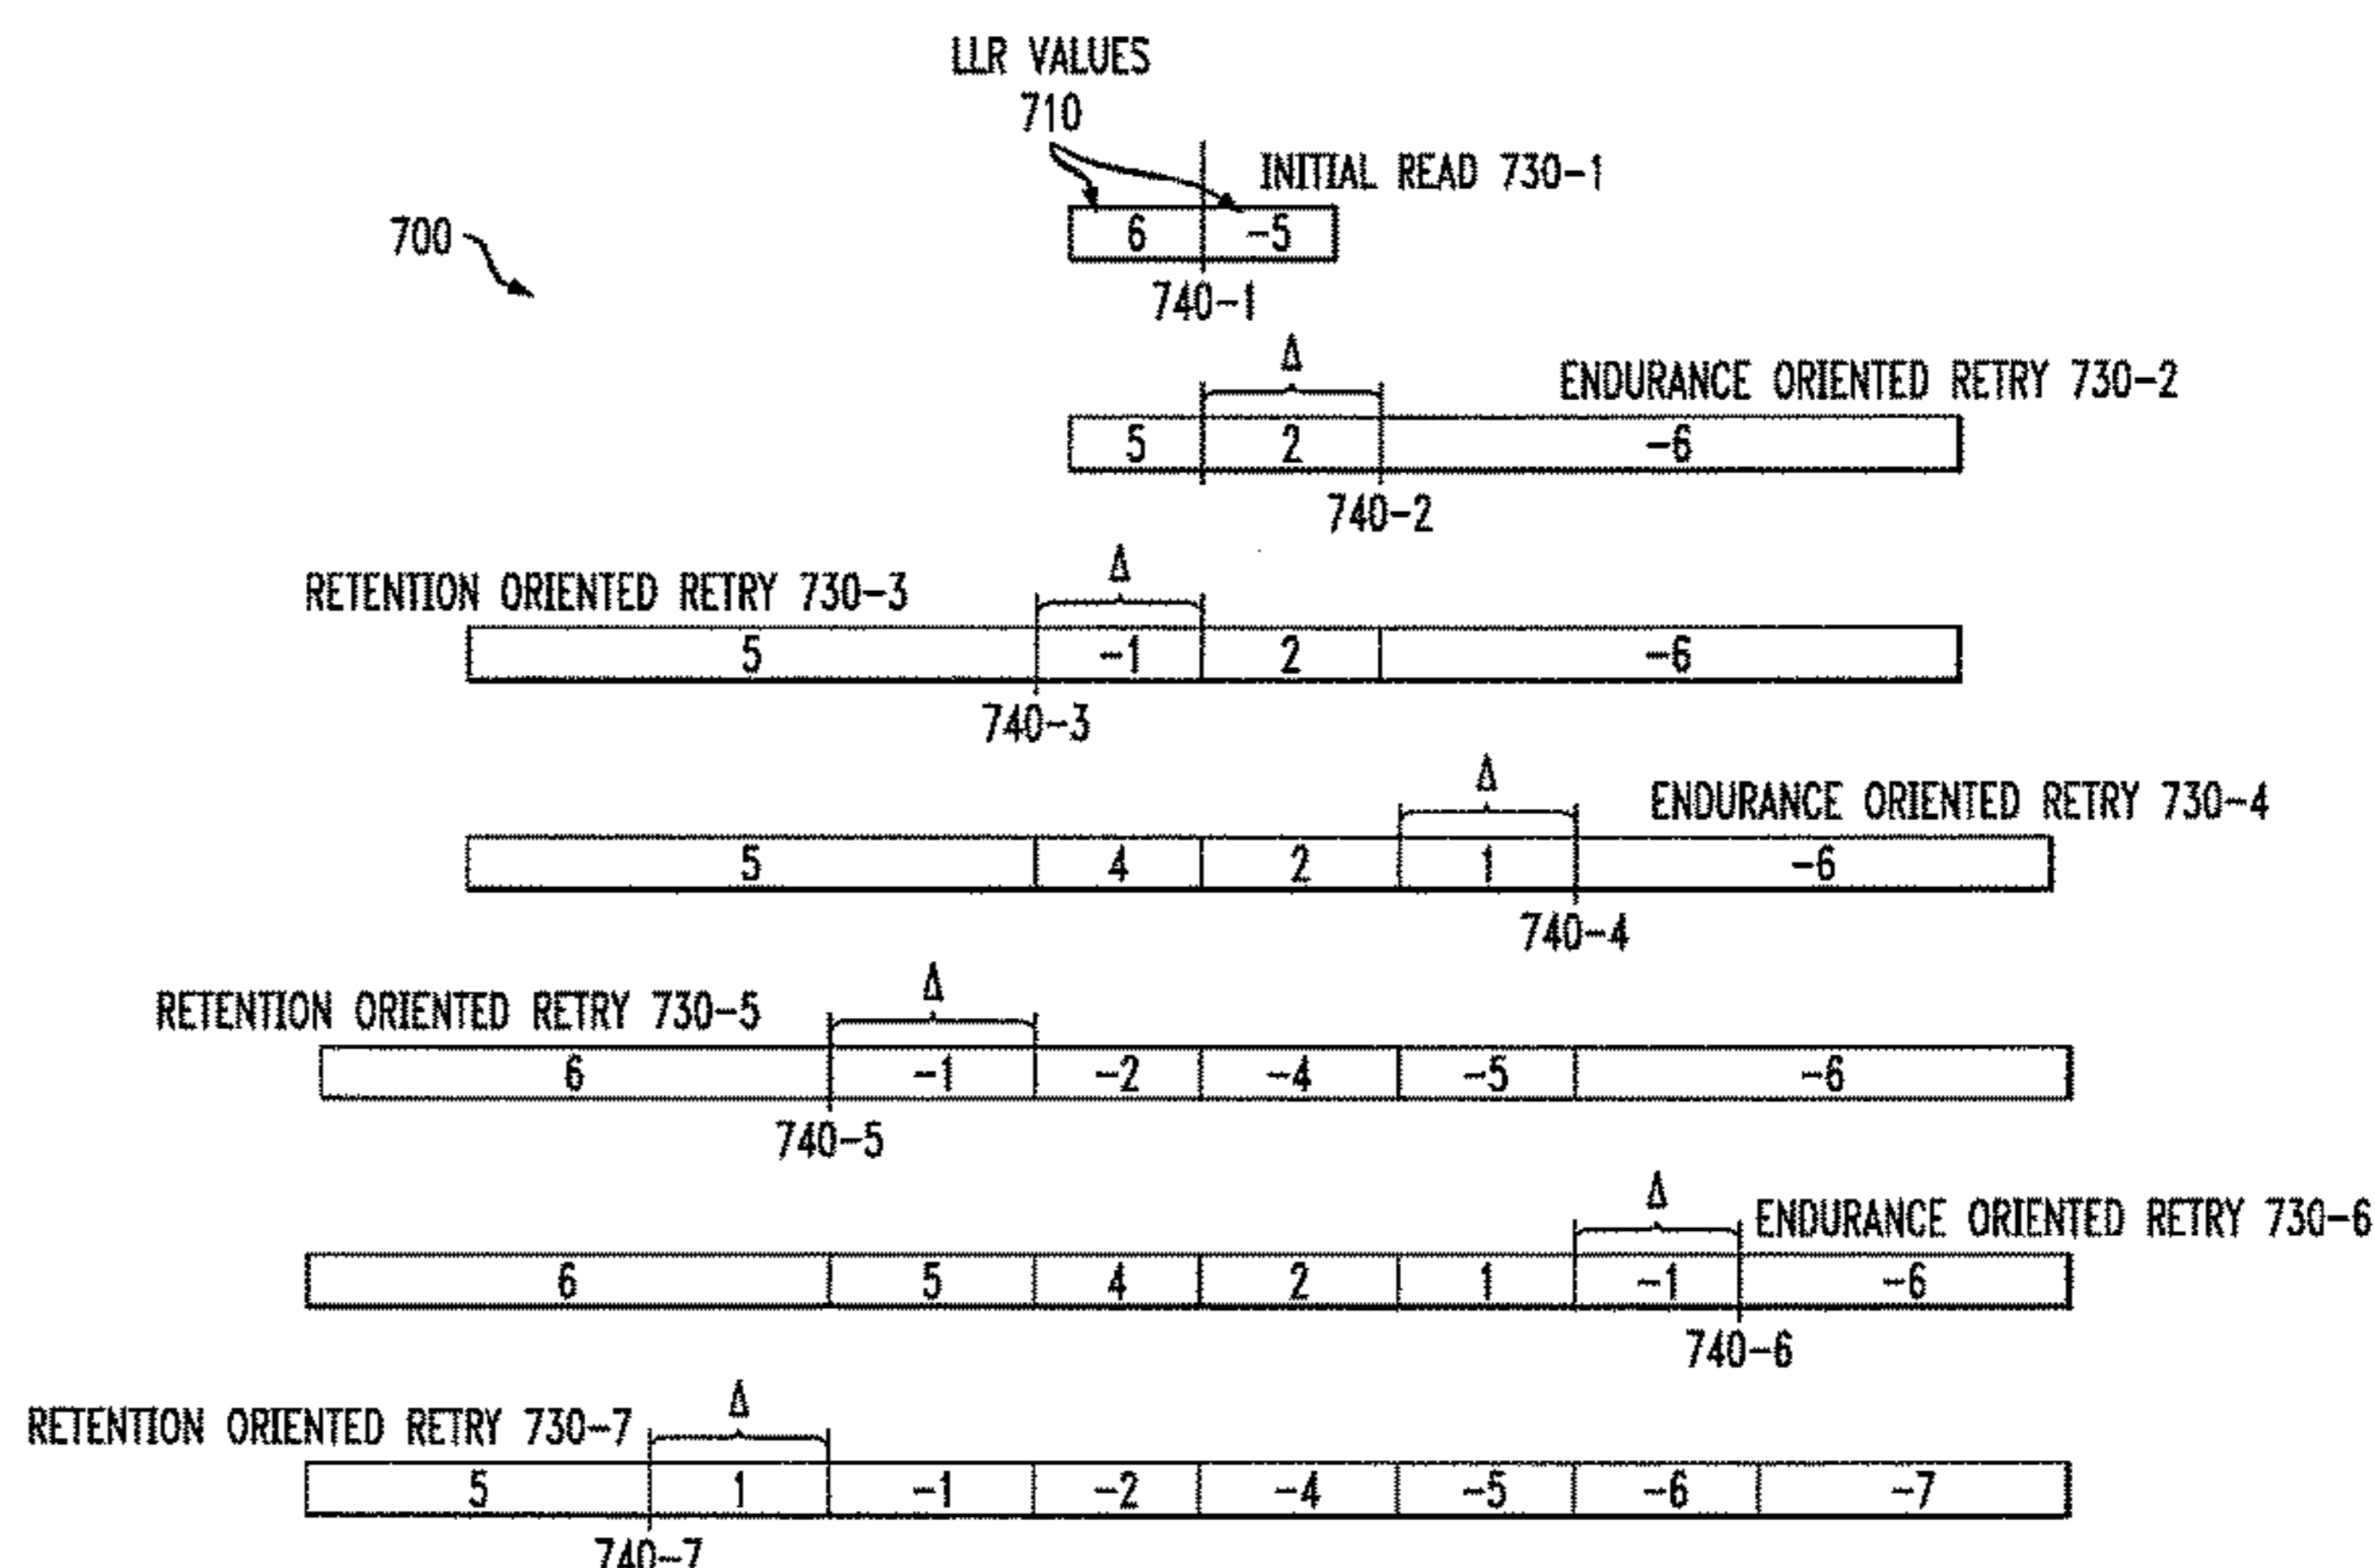 LLR VALUES
710
INITIAL READ 730-1
700
6 -5
740-1
Δ
ENDURANCE ORIENTED RETRY 730-2
5 2 -6
740-2
Δ
RETENTION ORIENTED RETRY 730-3
5 -1 2 -6
740-3
Δ
ENDURANCE ORIENTED RETRY 730-4
5 4 2 1 -6
740-4
Δ
RETENTION ORIENTED RETRY 730-5
6 -1 -2 -4 -5 -6
740-5
Δ
ENDURANCE ORIENTED RETRY 730-6
6 5 4 2 1 -1 -6
740-6
Δ
RETENTION ORIENTED RETRY 730-7
5 1 -1 -2 -4 -5 -6 -7
740-7